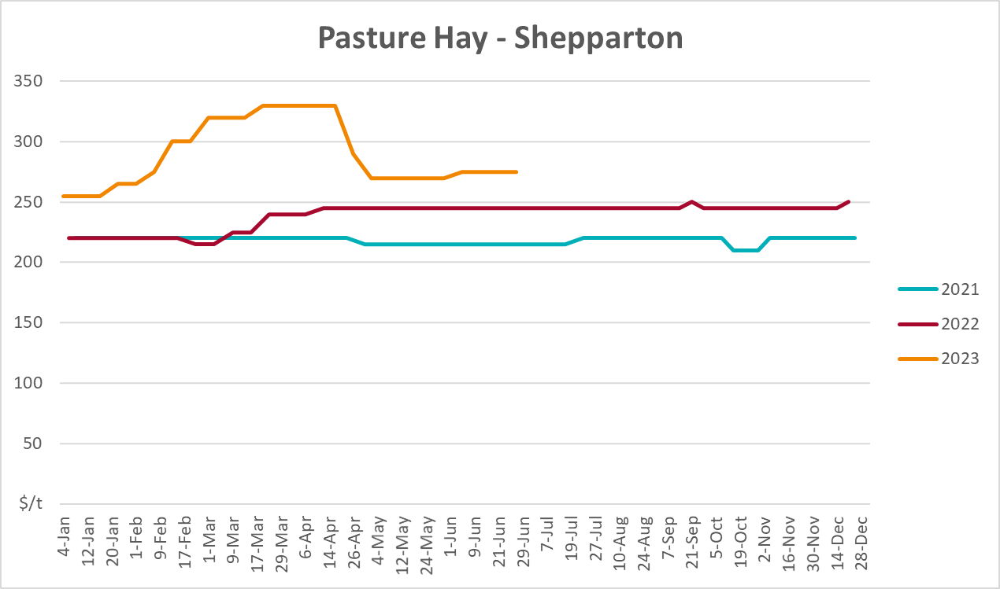 Pasture Hay - Shepparton
350
300
250
200
150
100
50
$/t
4-Jan
12-Jan
20-Jan
1-Feb
9-Feb
17-Feb
1-Mar
9-Mar
17-Mar
29-Mar
6-Apr
14-Apr
26-Apr
4-May
12-May
24-May
1-Jun
9-Jun
21-Jun
29-Jun
7-Jul
19-Jul
27-Jul
10-Aug
24-Aug
7-Sep
21-Sep
5-Oct
19-Oct
2-Nov
16-Nov
30-Nov
14-Dec
28-Dec
2021
2022
2023